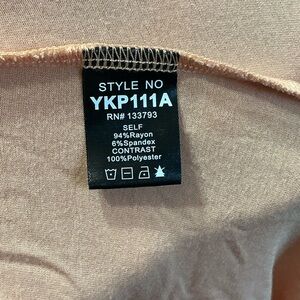 STYLE NO
YKP111A
RN# 133793
SELF
94%Rayon
6%Spandex
CONTRAST
100%Polyester